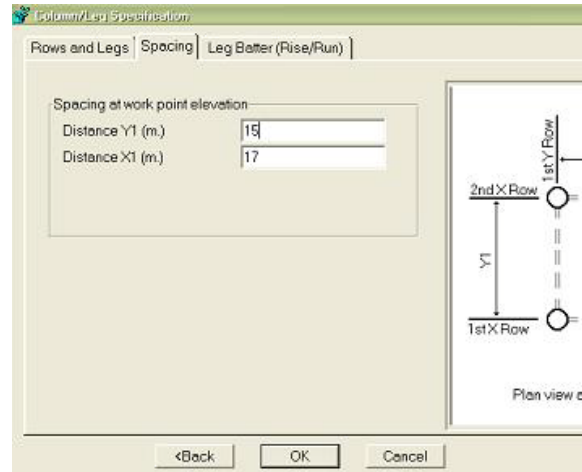 Column/Leg Specification
Rows and Legs Spacing Leg Batter (Rise/Run)
Spacing at work point elevation
Distance Y1 (m.) 15
Distance X1 (m.) 17
1st Y Row
2nd X Row
Y1
1st X Row
Plan view a
<Back OK Cancel